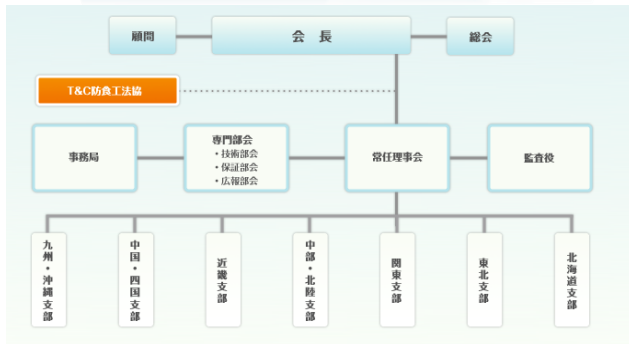 顧問
会長
総会
T&C防食工法協
事務局
専門部会
・技術部会
・保証部会
・広報部会
常任理事会
監査役
九州・沖縄支部
中国・四国支部
近畿支部
中部・北陸支部
関東支部
東北支部
北海道支部